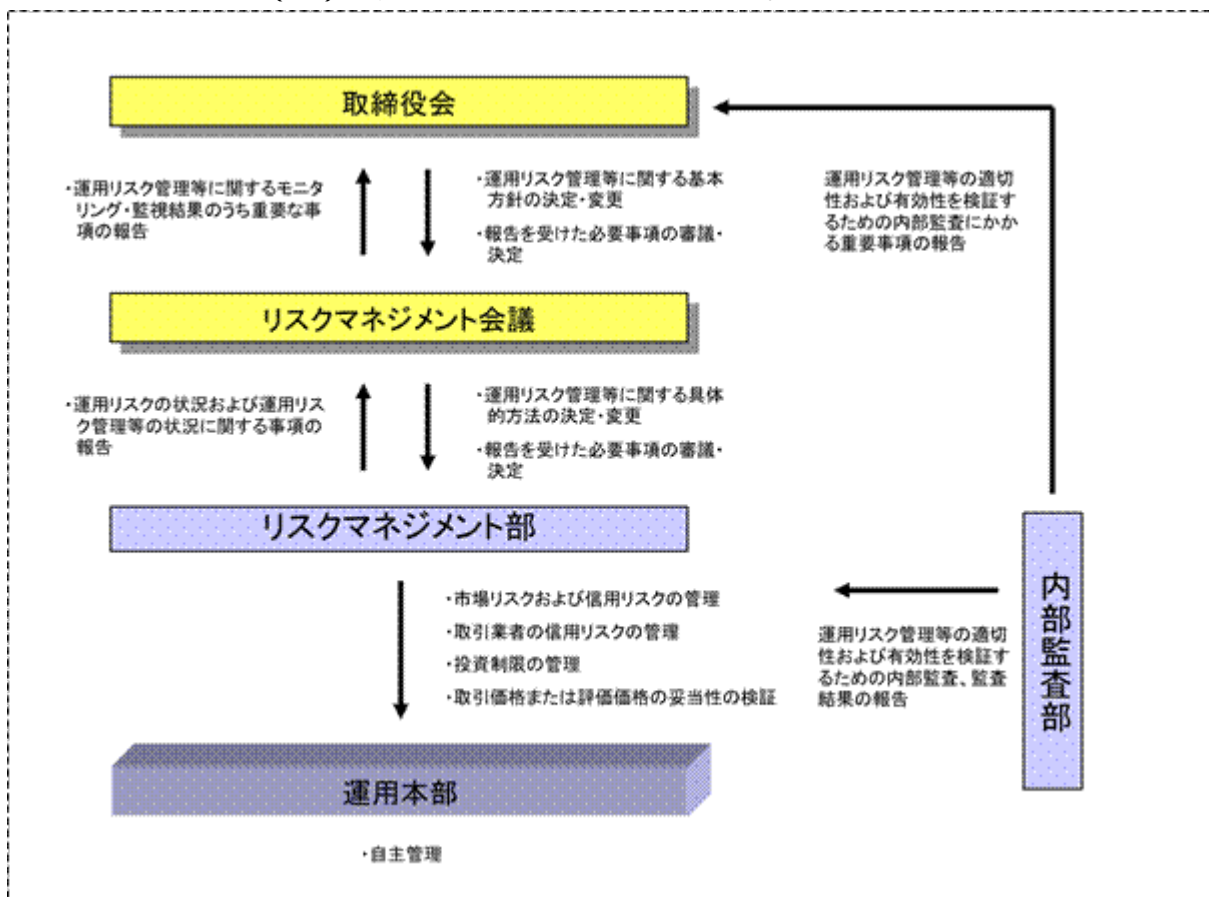 取締役会
・運用リスク管理等に関するモニタ
リング・監視結果のうち重要な事
項の報告
・運用リスク管理等に関する基本
方針の決定・変更
・報告を受けた必要事項の審議・
決定
運用リスク管理等の適切
性および有効性を検証す
るための内部監査にかか
る重要事項の報告
リスクマネジメント会議
・運用リスクの状況および運用リス
ク管理等の状況に関する事項の
報告
・運用リスク管理等に関する具体
的方法の決定・変更
・報告を受けた必要事項の審議・
決定
リスクマネジメント部
・市場リスクおよび信用リスクの管理
・取引業者の信用リスクの管理
・投資制限の管理
・取引価格または評価価格の妥当性の検証
運用リスク管理等の適切
性および有効性を検証す
るための内部監査、監査
結果の報告
内部監査部
運用本部
・自主管理